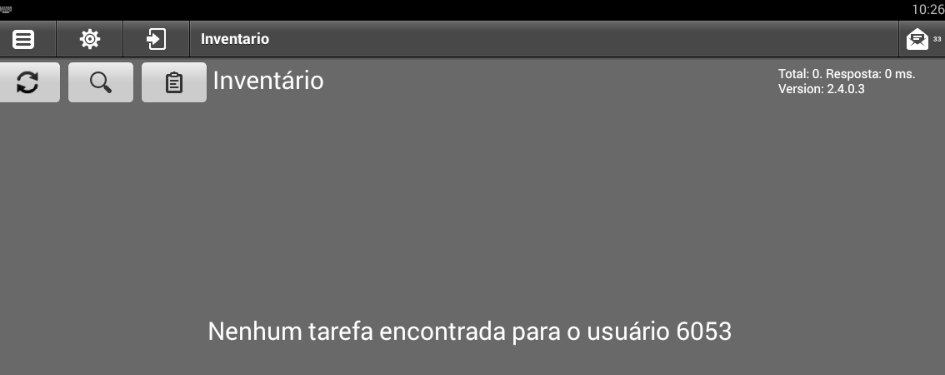 10:26
Inventario
33
Inventário
Total: 0. Resposta: 0 ms.
Version: 2.4.0.3
Nenhum tarefa encontrada para o usuário 6053